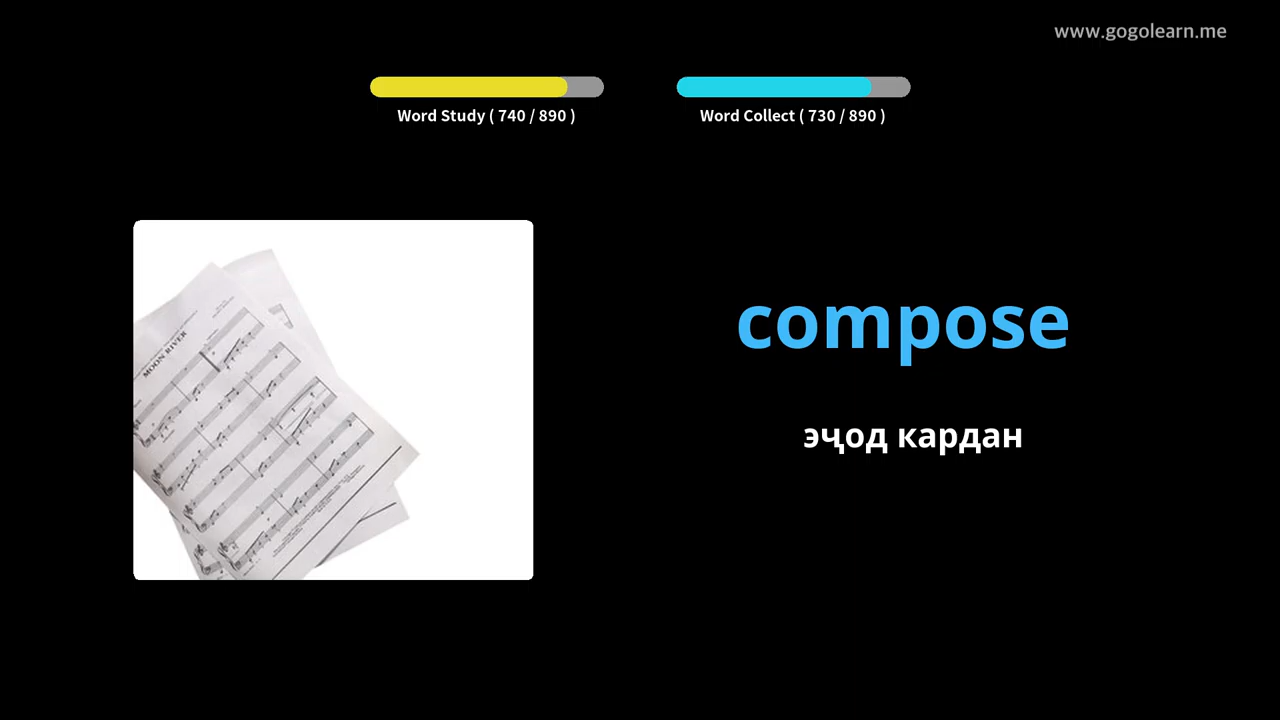 www.gogolearn.me
Word Study ( 740 / 890 )
Word Collect ( 730 / 890 )
MOON RIVER
compose
эҷод кардан